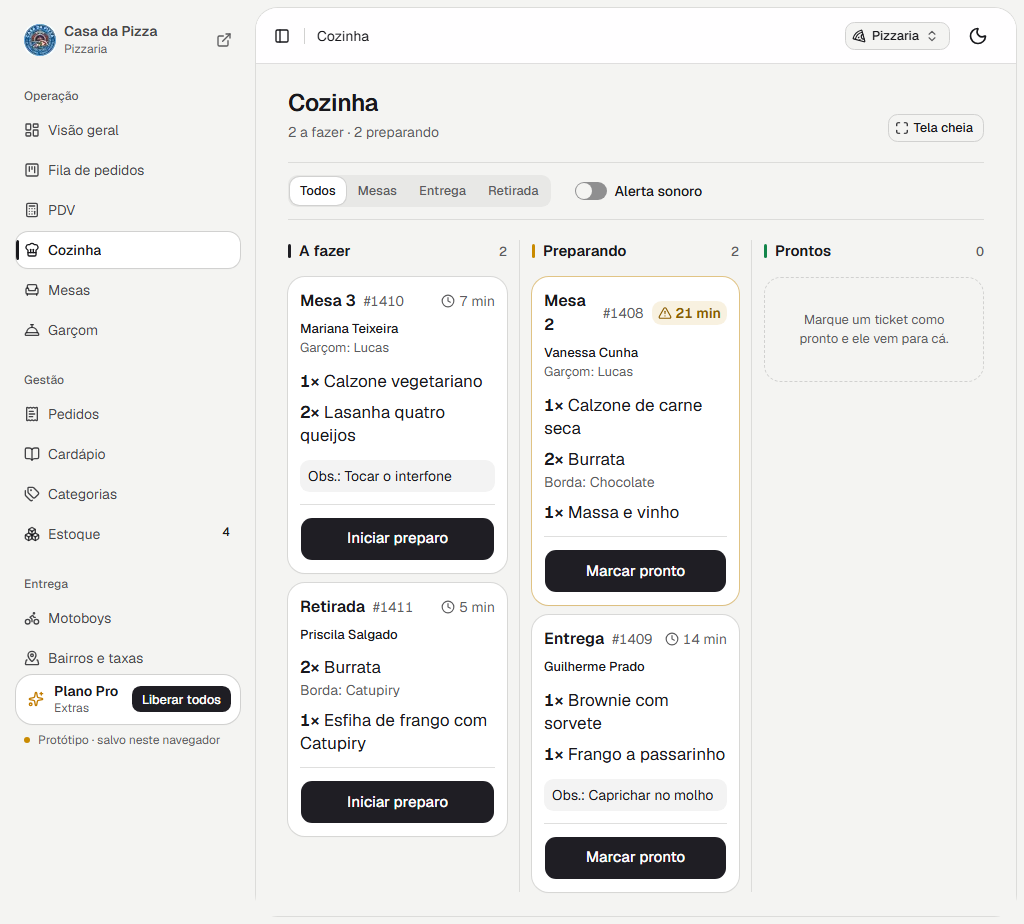 Casa da Pizza
Pizzaria
Operação
Visão geral
Fila de pedidos
PDV
Cozinha
Mesas
Garçom
Gestão
Pedidos
Cardápio
Categorias
Estoque 4
Entrega
Motoboys
Bairros e taxas
Plano Pro
Extras
Liberar todos
Protótipo · salvo neste navegador
Cozinha
Pizzaria
Cozinha
2 a fazer · 2 preparando
Tela cheia
Todos Mesas Entrega Retirada
Alerta sonoro
A fazer 2
Mesa 3 #1410 7 min
Mariana Teixeira
Garçom: Lucas
1× Calzone vegetariano
2× Lasanha quatro
queijos
Obs.: Tocar o interfone
Iniciar preparo
Retirada #1411 5 min
Priscila Salgado
2× Burrata
Borda: Catupiry
1× Esfiha de frango com
Catupiry
Iniciar preparo
Preparando 2
Mesa
2
#1408 21 min
Vanessa Cunha
Garçom: Lucas
1× Calzone de carne
seca
2× Burrata
Borda: Chocolate
1× Massa e vinho
Marcar pronto
Entrega #1409 14 min
Guilherme Prado
1× Brownie com
sorvete
1× Frango a passarinho
Obs.: Caprichar no molho
Marcar pronto
Prontos 0
Marque um ticket como
pronto e ele vem para cá.